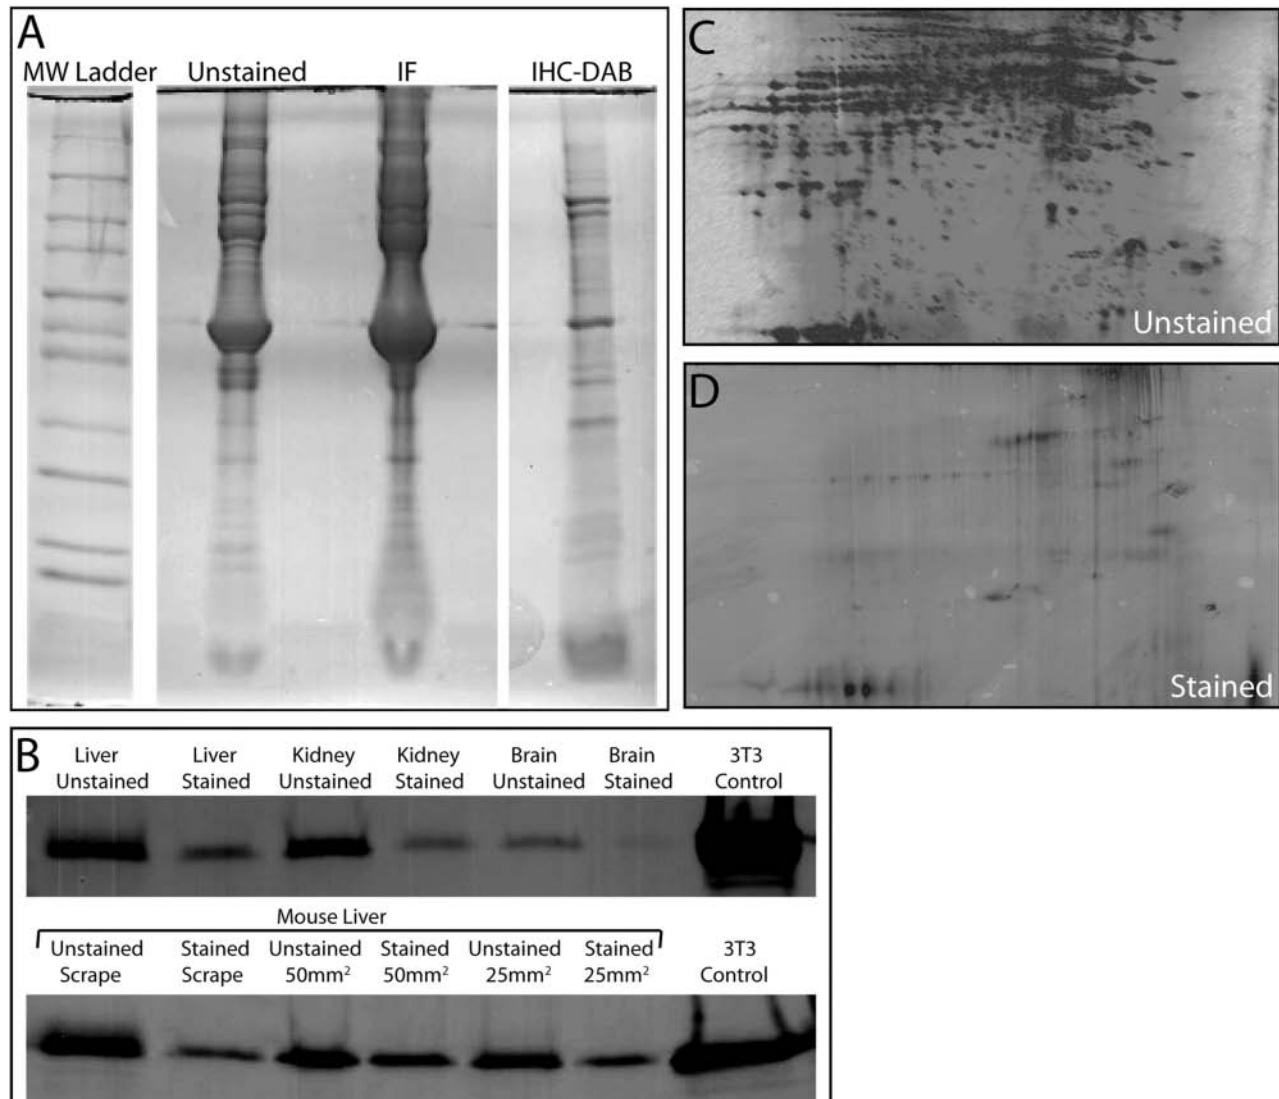 A
MW Ladder Unstained IF IHC-DAB
C
Unstained
D
Stained
B
Liver Liver Kidney Kidney Brain Brain 3T3
Unstained Stained Unstained Stained Unstained Stained Control
Mouse Liver
Unstained Stained Unstained Stained Unstained Stained 3T3
Scrape Scrape 50mm² 50mm² 25mm² 25mm² Control